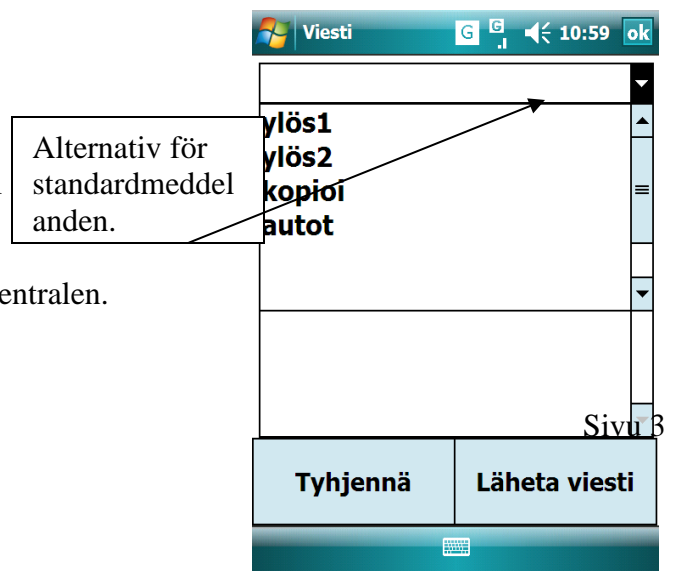 Viesti G G 10:59 ok
ylös1
ylös2
kopioi
autot
Alternativ för
standardmeddel
anden.
entralen.
Sivu 3
Tyhjennä Läheta viesti